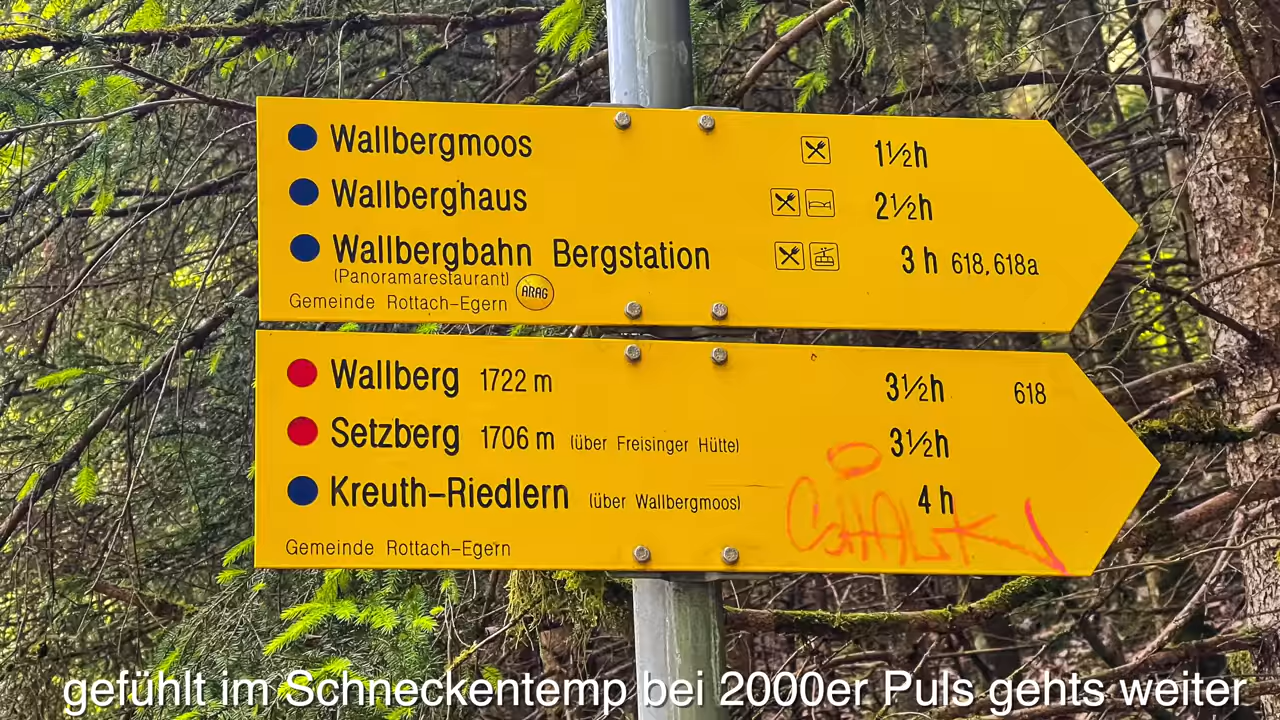 Wallbergmoos 1½h
Wallberghaus 2½h
Wallbergbahn Bergstation 3 h 618,618a
(Panoramarestaurant)
Gemeinde Rottach-Egern ARAG
Wallberg 1722 m 3½h 618
Setzberg 1706 m (über Freisinger Hütte) 3½h
Kreuth-Riedlern (über Wallbergmoos) 4 h
Gemeinde Rottach-Egern
gefühlt im Schneckentemp bei 2000er Puls gehts weiter